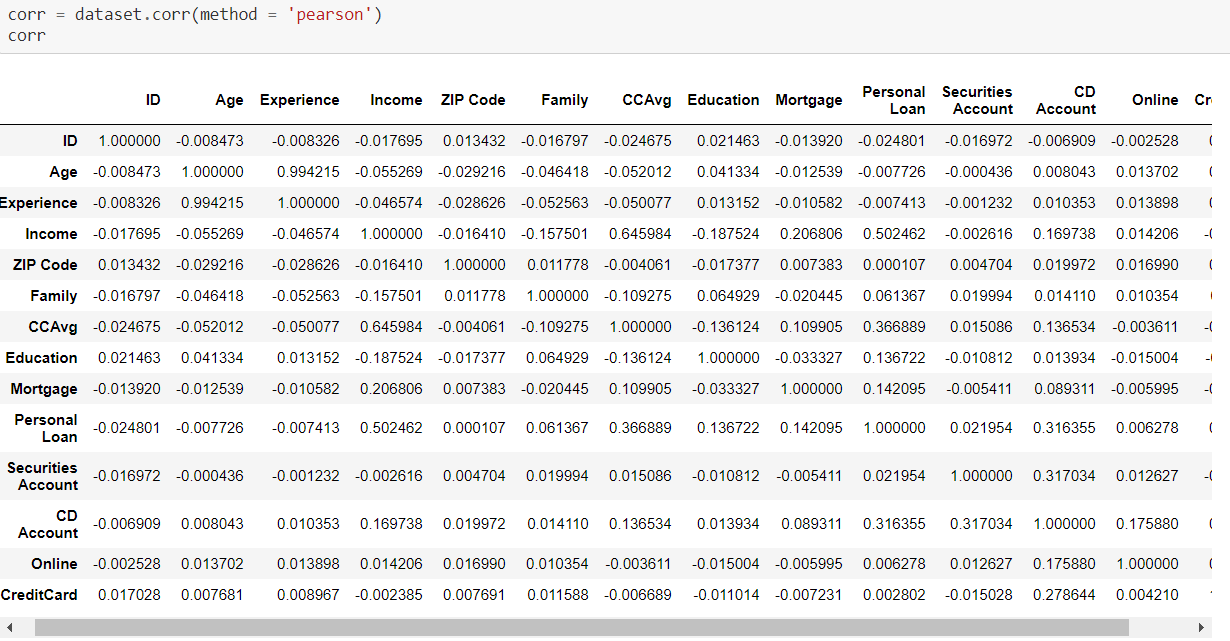 corr = dataset.corr(method = 'pearson')
corr
ID Age Experience Income ZIP Code Family CCAvg Education Mortgage Personal Loan Securities Account CD Account Online
ID 1.000000 -0.008473 -0.008326 -0.017695 0.013432 -0.016797 -0.024675 0.021463 -0.013920 -0.024801 -0.016972 -0.006909 -0.002528
Age -0.008473 1.000000 0.994215 -0.055269 -0.029216 -0.046418 -0.052012 0.041334 -0.012539 -0.007726 -0.000436 0.008043 0.013702
Experience -0.008326 0.994215 1.000000 -0.046574 -0.028626 -0.052563 -0.050077 0.013152 -0.010582 -0.007413 -0.001232 0.010353 0.013898
Income -0.017695 -0.055269 -0.046574 1.000000 -0.016410 -0.157501 0.645984 -0.187524 0.206806 0.502462 -0.002616 0.169738 0.014206
ZIP Code 0.013432 -0.029216 -0.028626 -0.016410 1.000000 0.011778 -0.004061 -0.017377 0.007383 0.000107 0.004704 0.019972 0.016990
Family -0.016797 -0.046418 -0.052563 -0.157501 0.011778 1.000000 -0.109275 0.064929 -0.020445 0.061367 0.019994 0.014110 0.010354
CCAvg -0.024675 -0.052012 -0.050077 0.645984 -0.004061 -0.109275 1.000000 -0.136124 0.109905 0.366889 0.015086 0.136534 -0.003611
Education 0.021463 0.041334 0.013152 -0.187524 -0.017377 0.064929 -0.136124 1.000000 -0.033327 0.136722 -0.010812 0.013934 -0.015004
Mortgage -0.013920 -0.012539 -0.010582 0.206806 0.007383 -0.020445 0.109905 -0.033327 1.000000 0.142095 -0.005411 0.089311 -0.005995
Personal Loan -0.024801 -0.007726 -0.007413 0.502462 0.000107 0.061367 0.366889 0.136722 0.142095 1.000000 0.021954 0.316355 0.006278
Securities Account -0.016972 -0.000436 -0.001232 -0.002616 0.004704 0.019994 0.015086 -0.010812 -0.005411 0.021954 1.000000 0.317034 0.012627
CD Account -0.006909 0.008043 0.010353 0.169738 0.019972 0.014110 0.136534 0.013934 0.089311 0.316355 0.317034 1.000000 0.175880
Online -0.002528 0.013702 0.013898 0.014206 0.016990 0.010354 -0.003611 -0.015004 -0.005995 0.006278 0.012627 0.175880 1.000000
CreditCard 0.017028 0.007681 0.008967 -0.002385 0.007691 0.011588 -0.006689 -0.011014 -0.007231 0.002802 -0.015028 0.278644 0.004210